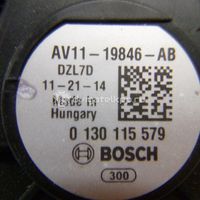 AV11-19846-AB
DZL7D
11-21-14
Made in
Hungary
0 130 115 579
BOSCH
300